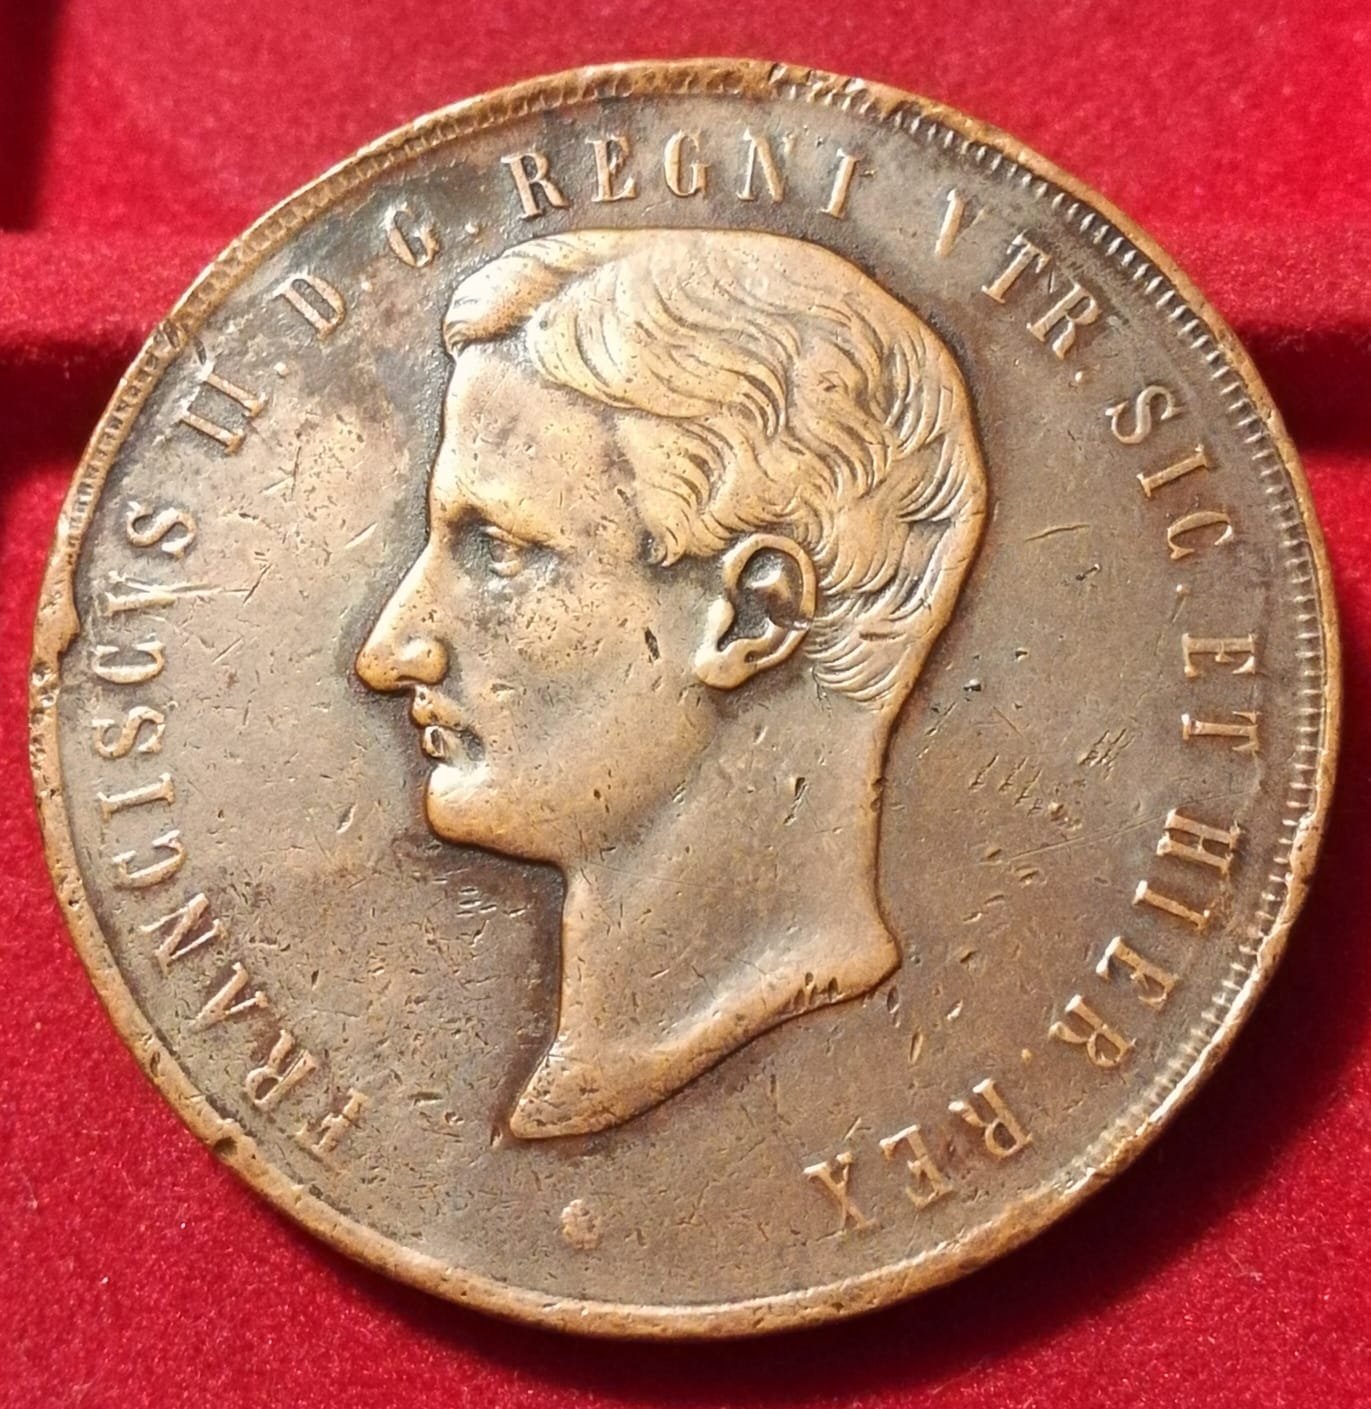 FRANCISCVS II. D. G. REGNI VTR. SIC. ET HIER. REX